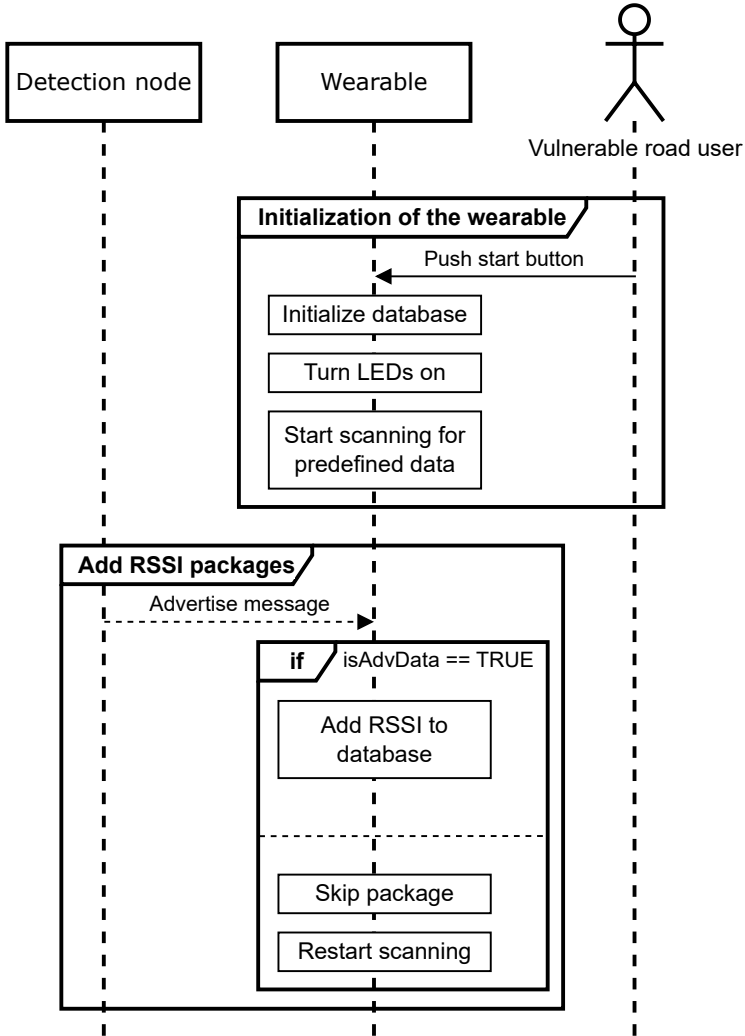 Detection node
Wearable
Vulnerable road user
Initialization of the wearable
Push start button
Initialize database
Turn LEDs on
Start scanning for
predefined data
Add RSSI packages
Advertise message
if
isAdvData == TRUE
Add RSSI to
database
Skip package
Restart scanning